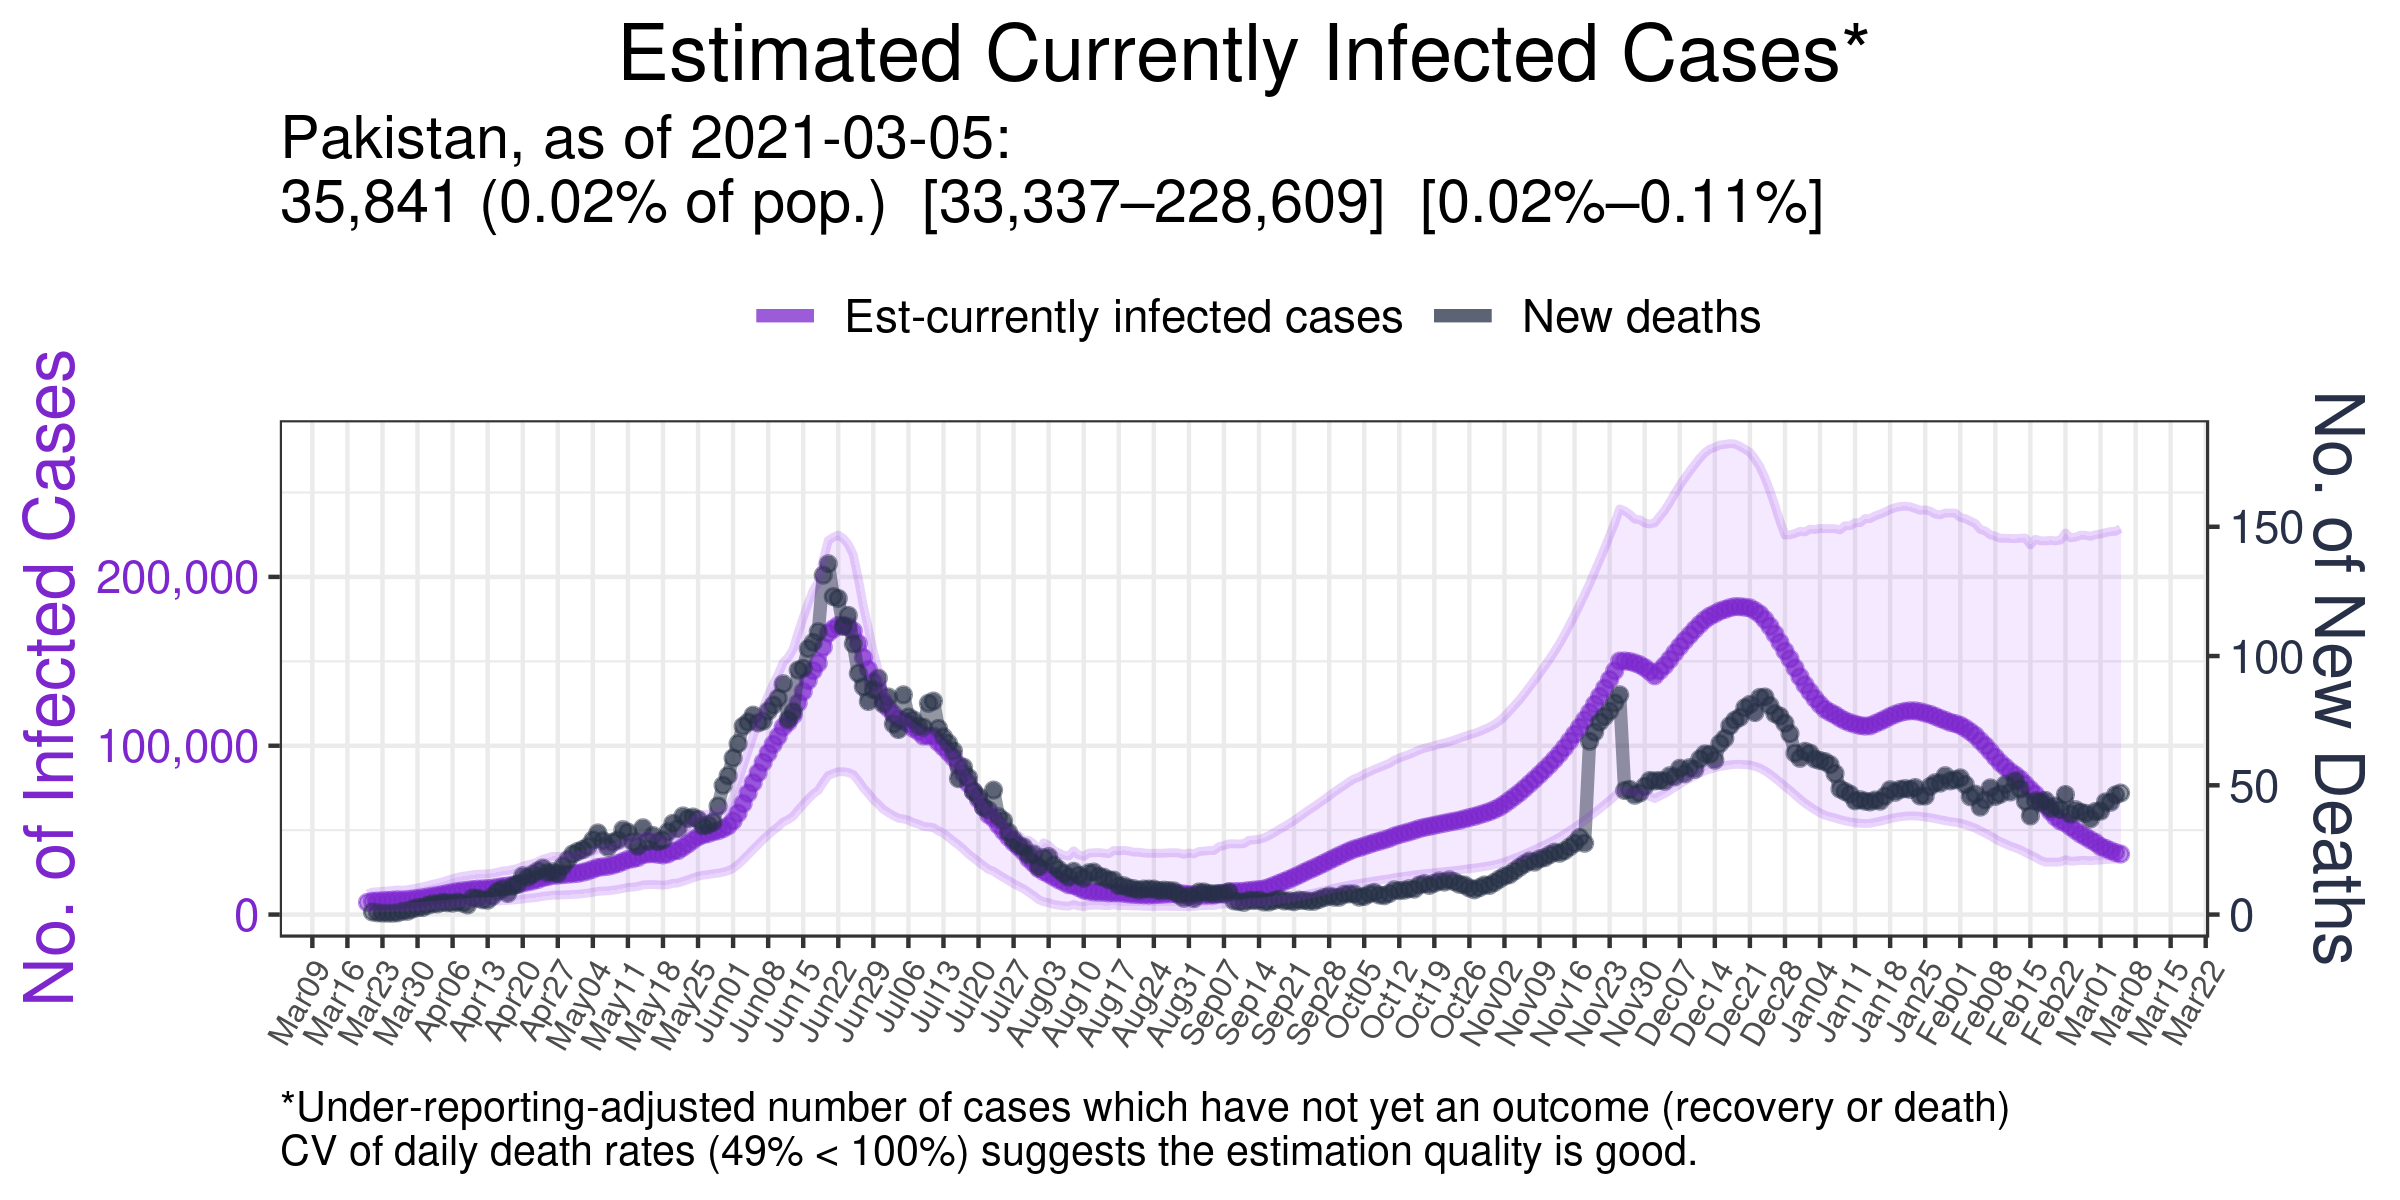 Estimated Currently Infected Cases*
Pakistan, as of 2021-03-05:
35,841 (0.02% of pop.) [33,337–228,609] [0.02%–0.11%]
Est-currently infected cases
New deaths
No. of Infected Cases
200,000
100,000
0
150
100
50
0
No. of New Deaths
Mar09
Mar16
Mar23
Mar30
Apr06
Apr13
Apr20
Apr27
May04
May11
May18
May25
Jun01
Jun08
Jun15
Jun22
Jun29
Jul06
Jul13
Jul20
Jul27
Aug03
Aug10
Aug17
Aug24
Aug31
Sep07
Sep14
Sep21
Sep28
Oct05
Oct12
Oct19
Oct26
Nov02
Nov09
Nov16
Nov23
Nov30
Dec07
Dec14
Dec21
Dec28
Jan04
Jan11
Jan18
Jan25
Feb01
Feb08
Feb15
Feb22
Mar01
Mar08
Mar15
Mar22
*Under-reporting-adjusted number of cases which have not yet an outcome (recovery or death)
CV of daily death rates (49% < 100%) suggests the estimation quality is good.